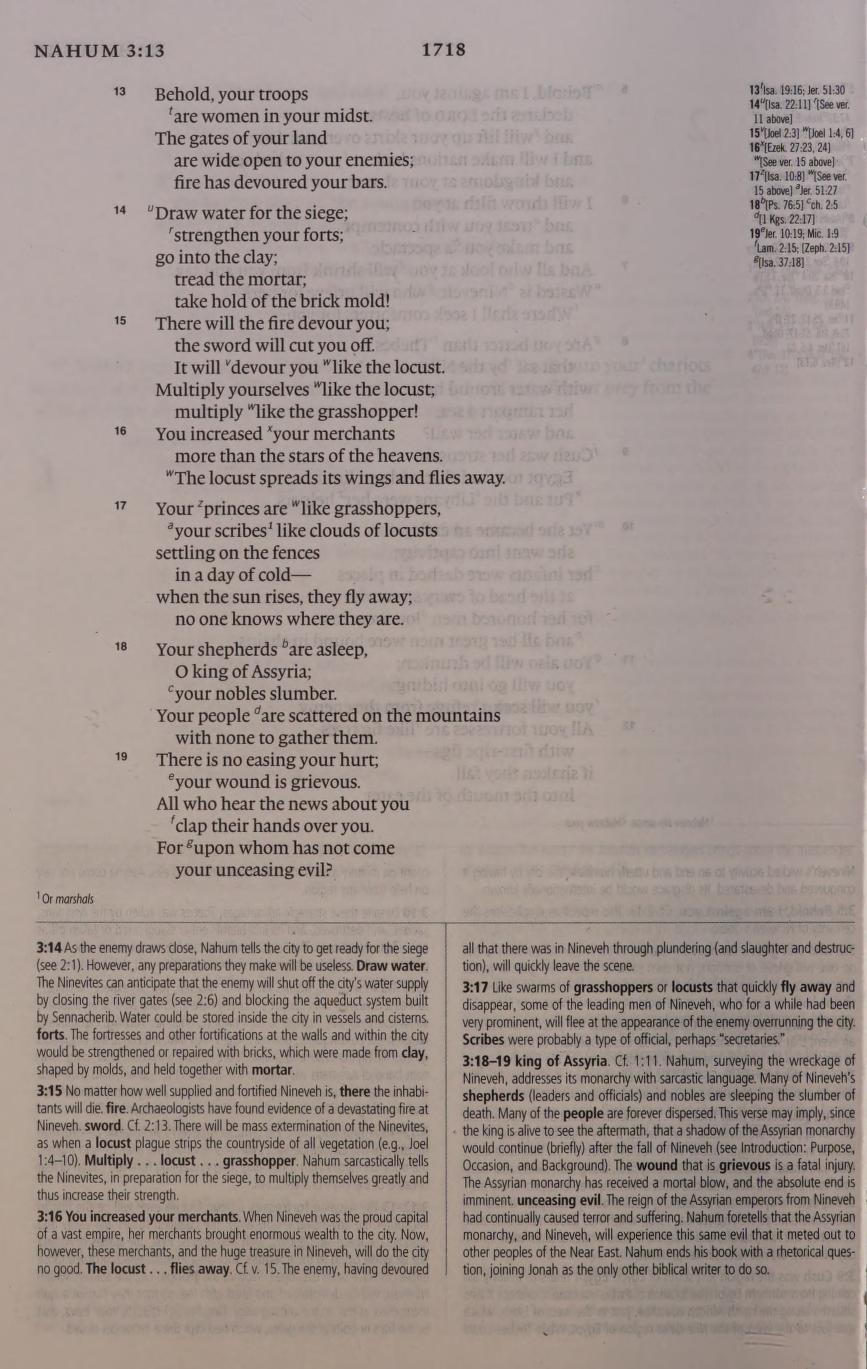 NAHUM 3:13
1718
13 Behold, your troops
ᵗare women in your midst.
The gates of your land
are wide open to your enemies;
fire has devoured your bars.
14 ᵘDraw water for the siege;
ʳstrengthen your forts;
go into the clay;
tread the mortar;
take hold of the brick mold!
15 There will the fire devour you;
the sword will cut you off.
It will ᵛdevour you ʷlike the locust.
Multiply yourselves ʷlike the locust;
multiply ʷlike the grasshopper!
16 You increased ˣyour merchants
more than the stars of the heavens.
ʷThe locust spreads its wings and flies away.
17 Your ᶻprinces are ʷlike grasshoppers,
ᵃyour scribes¹ like clouds of locusts
settling on the fences
in a day of cold—
when the sun rises, they fly away;
no one knows where they are.
18 Your shepherds ᵇare asleep,
O king of Assyria;
ᶜyour nobles slumber.
Your people ᵈare scattered on the mountains
with none to gather them.
19 There is no easing your hurt;
ᵉyour wound is grievous.
All who hear the news about you
ᶠclap their hands over you.
For ᵍupon whom has not come
your unceasing evil?
13ᵗIsa. 19:16; Jer. 51:30
14ᵘ[Isa. 22:11] ʳ[See ver.
11 above]
15ᵛ[Joel 2:3] ʷ[Joel 1:4, 6]
16ˣ[Ezek. 27:23, 24]
ʷ[See ver. 15 above]
17ᶻ[Isa. 10:8] ʷ[See ver.
15 above] ᵃJer. 51:27
18ᵇ[Ps. 76:5] ᶜch. 2:5
ᵈ[1 Kgs. 22:17]
19ᵉJer. 10:19; Mic. 1:9
ᶠLam. 2:15; [Zeph. 2:15]
ᵍ[Isa. 37:18]
¹ Or marshals
3:14 As the enemy draws close, Nahum tells the city to get ready for the siege
(see 2:1). However, any preparations they make will be useless. Draw water.
The Ninevites can anticipate that the enemy will shut off the city's water supply
by closing the river gates (see 2:6) and blocking the aqueduct system built
by Sennacherib. Water could be stored inside the city in vessels and cisterns.
forts. The fortresses and other fortifications at the walls and within the city
would be strengthened or repaired with bricks, which were made from clay,
shaped by molds, and held together with mortar.
3:15 No matter how well supplied and fortified Nineveh is, there the inhabi-
tants will die. fire. Archaeologists have found evidence of a devastating fire at
Nineveh. sword. Cf. 2:13. There will be mass extermination of the Ninevites,
as when a locust plague strips the countryside of all vegetation (e.g., Joel
1:4–10). Multiply . . . locust . . . grasshopper. Nahum sarcastically tells
the Ninevites, in preparation for the siege, to multiply themselves greatly and
thus increase their strength.
3:16 You increased your merchants. When Nineveh was the proud capital
of a vast empire, her merchants brought enormous wealth to the city. Now,
however, these merchants, and the huge treasure in Nineveh, will do the city
no good. The locust . . . flies away. Cf. v. 15. The enemy, having devoured
all that there was in Nineveh through plundering (and slaughter and destruc-
tion), will quickly leave the scene.
3:17 Like swarms of grasshoppers or locusts that quickly fly away and
disappear, some of the leading men of Nineveh, who for a while had been
very prominent, will flee at the appearance of the enemy overrunning the city.
Scribes were probably a type of official, perhaps "secretaries."
3:18–19 king of Assyria. Cf. 1:11. Nahum, surveying the wreckage of
Nineveh, addresses its monarchy with sarcastic language. Many of Nineveh's
shepherds (leaders and officials) and nobles are sleeping the slumber of
death. Many of the people are forever dispersed. This verse may imply, since
the king is alive to see the aftermath, that a shadow of the Assyrian monarchy
would continue (briefly) after the fall of Nineveh (see Introduction: Purpose,
Occasion, and Background). The wound that is grievous is a fatal injury.
The Assyrian monarchy has received a mortal blow, and the absolute end is
imminent. unceasing evil. The reign of the Assyrian emperors from Nineveh
had continually caused terror and suffering. Nahum foretells that the Assyrian
monarchy, and Nineveh, will experience this same evil that it meted out to
other peoples of the Near East. Nahum ends his book with a rhetorical ques-
tion, joining Jonah as the only other biblical writer to do so.